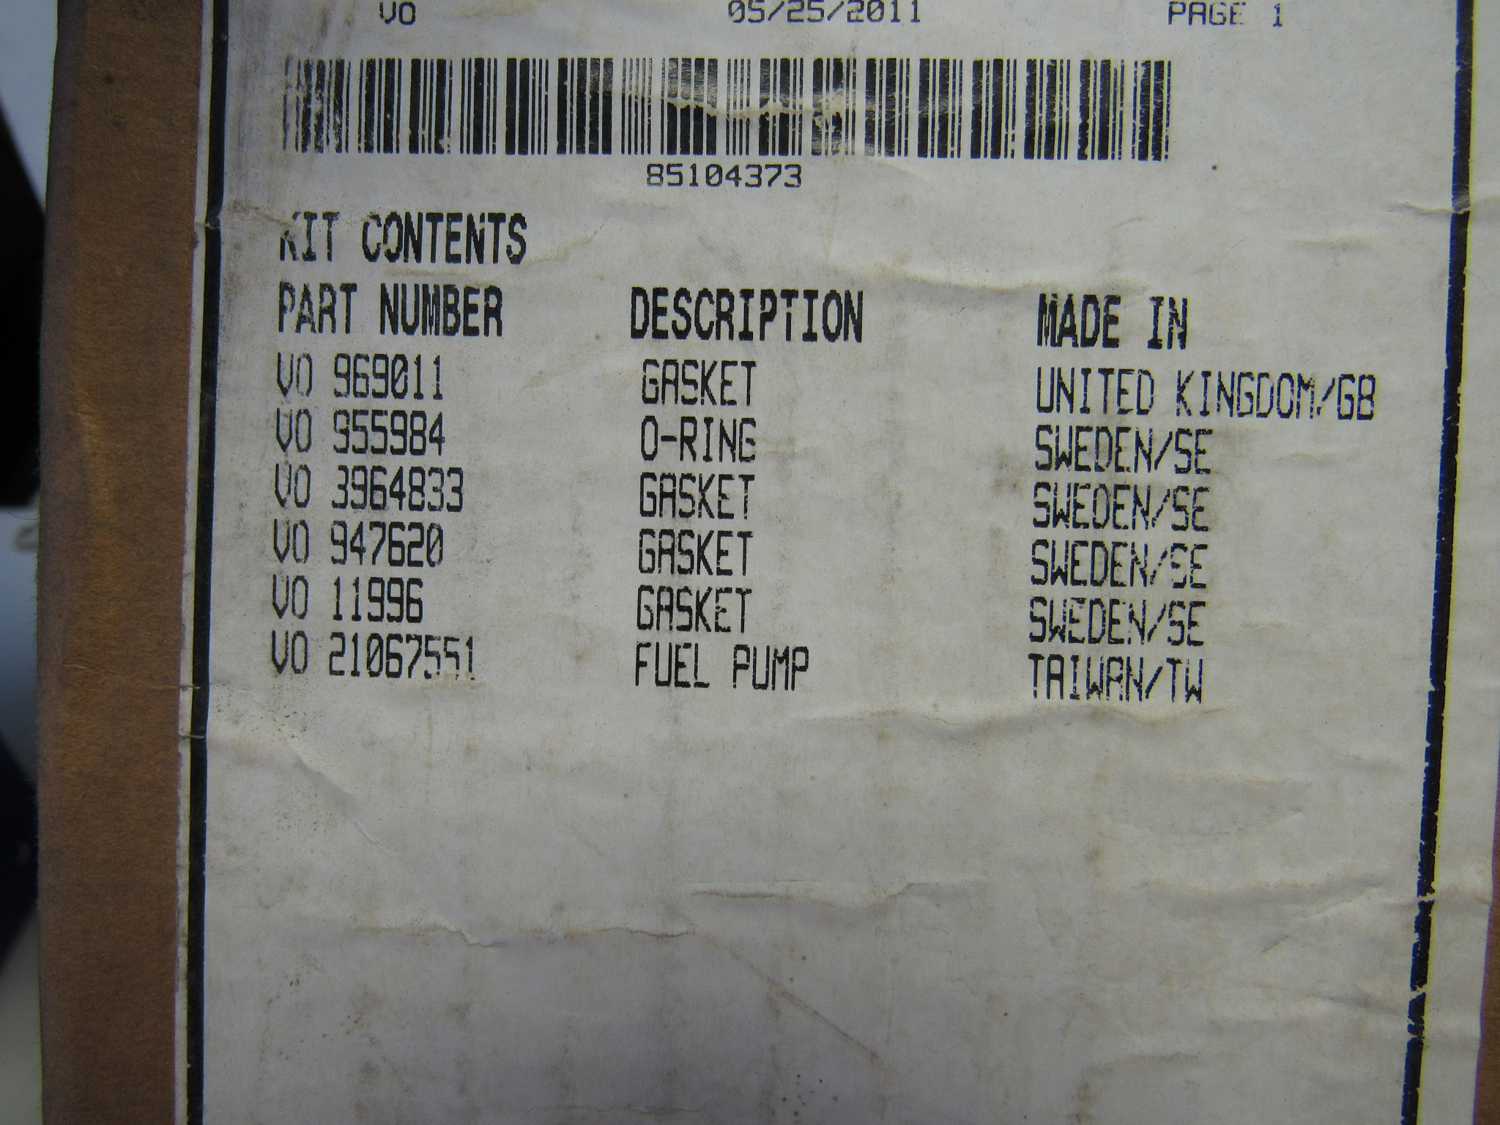 VO 05/25/2011 PAGE 1
85104373
KIT CONTENTS
PART NUMBER DESCRIPTION MADE IN
VO 969011 GASKET UNITED KINGDOM/GB
VO 955984 O-RING SWEDEN/SE
VO 3964833 GASKET SWEDEN/SE
VO 947620 GASKET SWEDEN/SE
VO 11996 GASKET SWEDEN/SE
VO 21067551 FUEL PUMP TAIWAN/TW